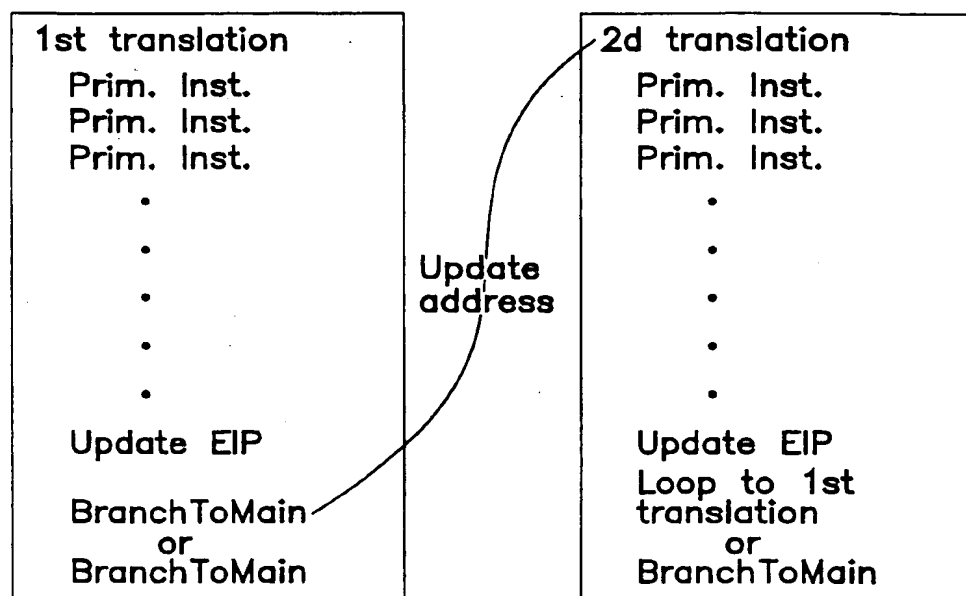 1st translation
Prim. Inst.
Prim. Inst.
Prim. Inst.
Update EIP
BranchToMain
or
BranchToMain
Update
address
2d translation
Prim. Inst.
Prim. Inst.
Prim. Inst.
Update EIP
Loop to 1st
translation
or
BranchToMain